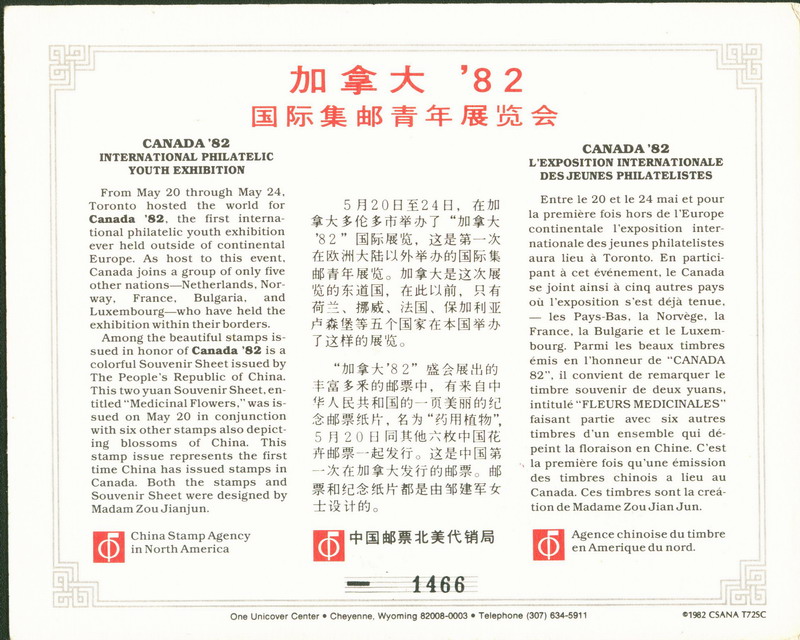 加拿大 '82
国际集邮青年展览会
CANADA '82
INTERNATIONAL PHILATELIC
YOUTH EXHIBITION
From May 20 through May 24,
Toronto hosted the world for
Canada '82, the first interna-
tional philatelic youth exhibition
ever held outside of continental
Europe. As host to this event,
Canada joins a group of only five
other nations—Netherlands, Nor-
way, France, Bulgaria, and
Luxembourg—who have held the
exhibition within their borders.
Among the beautiful stamps is-
sued in honor of Canada '82 is a
colorful Souvenir Sheet issued by
The People's Republic of China.
This two yuan Souvenir Sheet, en-
titled "Medicinal Flowers," was is-
sued on May 20 in conjunction
with six other stamps also depict-
ing blossoms of China. This
stamp issue represents the first
time China has issued stamps in
Canada. Both the stamps and
Souvenir Sheet were designed by
Madam Zou Jianjun.
China Stamp Agency
in North America
5月20日至24日，在加
拿大多伦多市举办了“加拿大
'82”国际展览，这是第一次
在欧洲大陆以外举办的国际集
邮青年展览。加拿大是这次展
览的东道国，在此以前，只有
荷兰、挪威、法国、保加利亚
卢森堡等五个国家在本国举办
了这样的展览。
“加拿大'82”盛会展出的
丰富多釆的邮票中，有来自中
华人民共和国的一页美丽的纪
念邮票纸片，名为“药用植物”，
5月20日同其他六枚中国花
卉邮票一起发行。这是中国第
一次在加拿大发行的邮票。邮
票和纪念纸片都是由邹建军女
士设计的。
中国邮票北美代销局
1466
CANADA '82
L'EXPOSITION INTERNATIONALE
DES JEUNES PHILATELISTES
Entre le 20 et le 24 mai et pour
la première fois hors de l'Europe
continentale l'exposition inter-
nationale des jeunes philatelistes
aura lieu à Toronto. En partici-
pant à cet événement, le Canada
se joint ainsi à cinq autres pays
où l'exposition s'est déjà tenue,
— les Pays-Bas, la Norvège, la
France, la Bulgarie et le Luxem-
bourg. Parmi les beaux timbres
émis en l'honneur de "CANADA
82", il convient de remarquer le
timbre souvenir de deux yuans,
intitulé "FLEURS MEDICINALES"
faisant partie avec six autres
timbres d'un ensemble qui dé-
peint la floraison en Chine. C'est
la première fois qu'une émission
des timbres chinois a lieu au
Canada. Ces timbres sont la créa-
tion de Madame Zou Jian Jun.
Agence chinoise du timbre
en Amerique du nord.
One Unicover Center • Cheyenne, Wyoming 82008-0003 • Telephone (307) 634-5911
©1982 CSANA T72SC